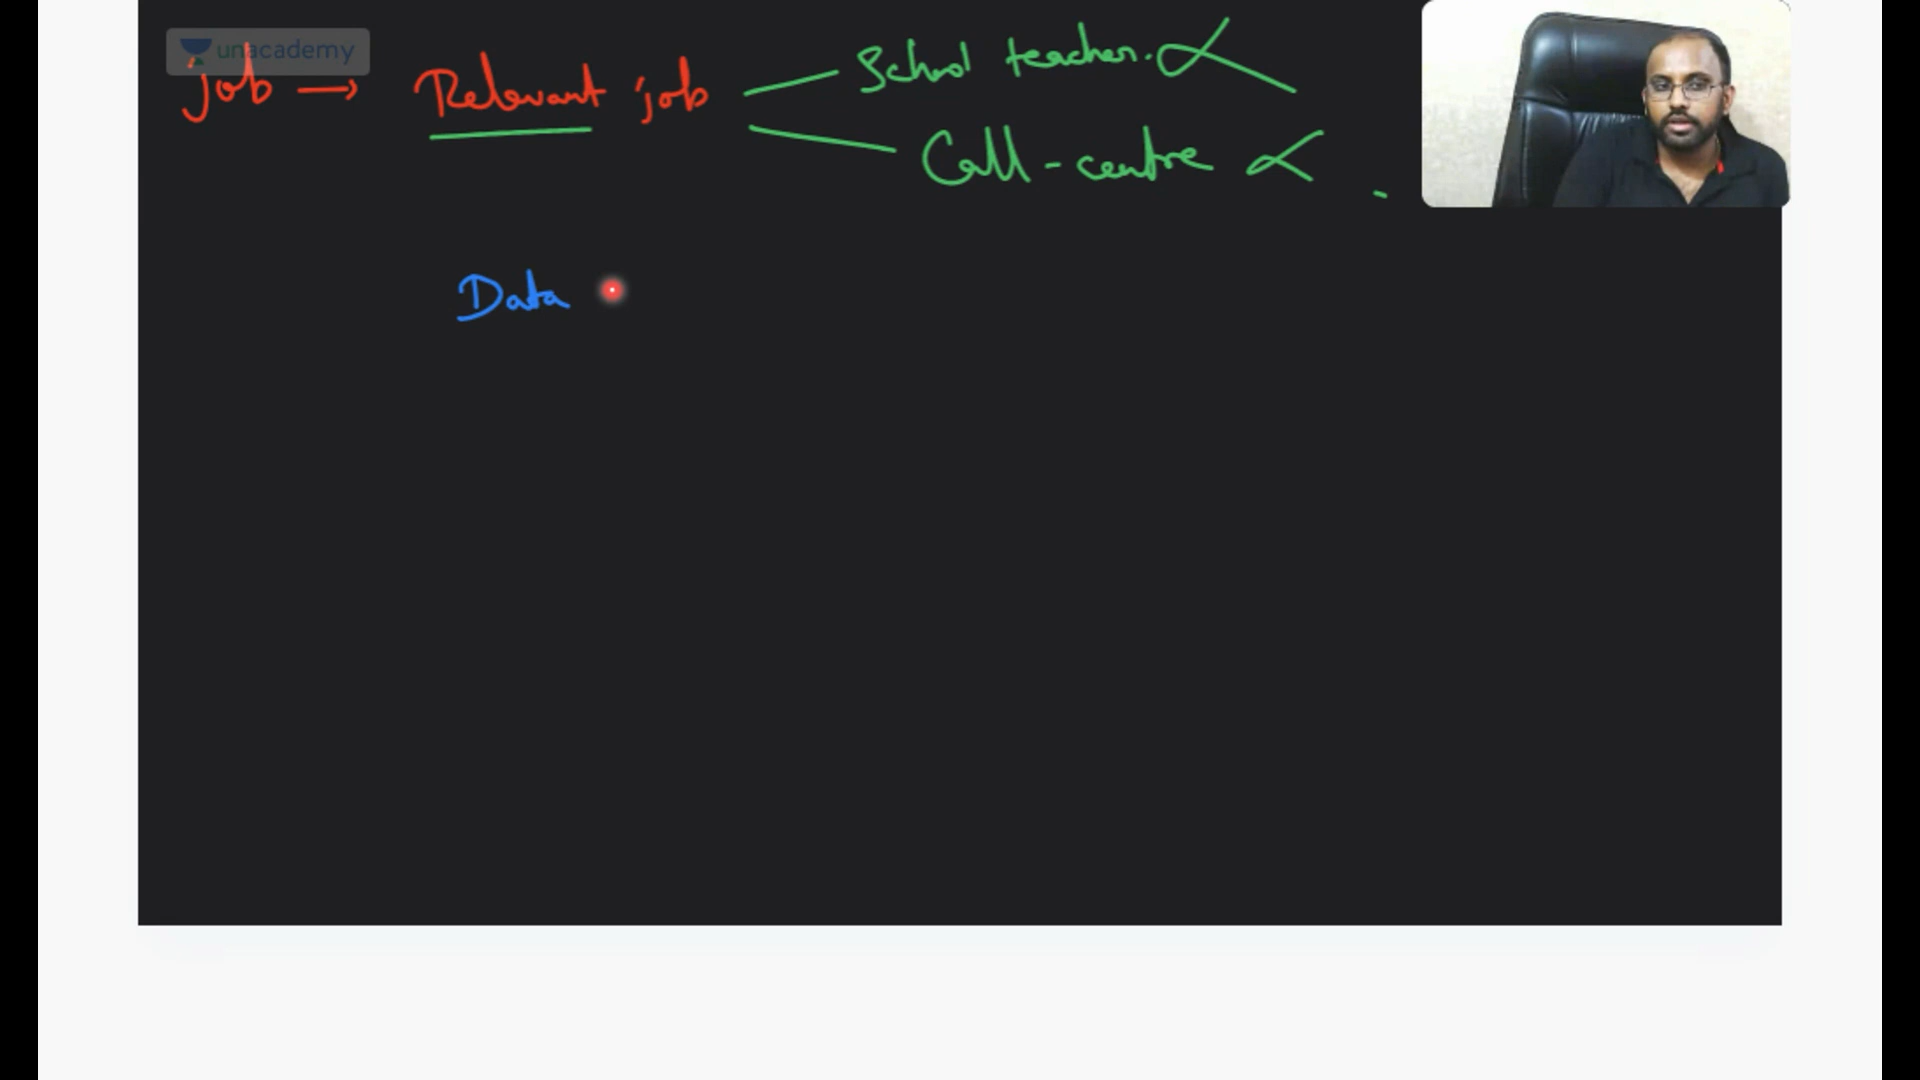 unacademy
job → Relevant job
School teacher.
Call-centre
Data